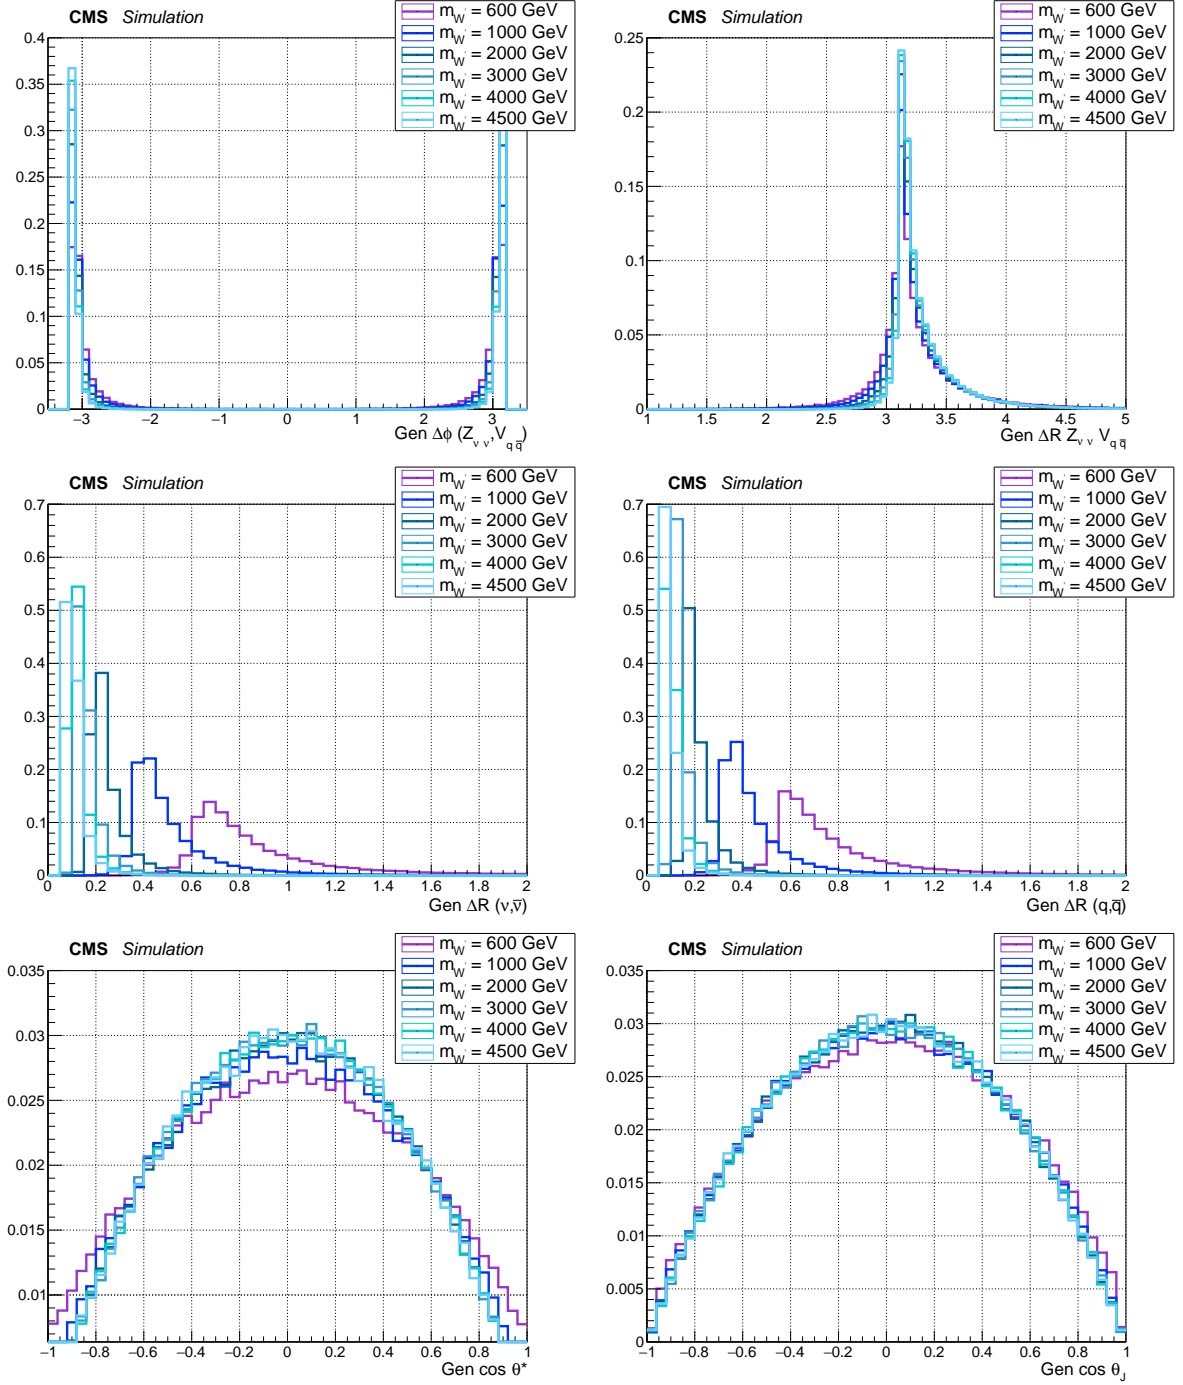 CMS Simulation
m_W' = 600 GeV
m_W' = 1000 GeV
m_W' = 2000 GeV
m_W' = 3000 GeV
m_W' = 4000 GeV
m_W' = 4500 GeV
0.4
0.35
0.3
0.25
0.2
0.15
0.1
0.05
0
−3 −2 −1 0 1 2 3
Gen Δϕ (Z_νν,V_qq̅)
CMS Simulation
m_W' = 600 GeV
m_W' = 1000 GeV
m_W' = 2000 GeV
m_W' = 3000 GeV
m_W' = 4000 GeV
m_W' = 4500 GeV
0.25
0.2
0.15
0.1
0.05
0
1 1.5 2 2.5 3 3.5 4 4.5 5
Gen ΔR Z_νν V_qq̅
CMS Simulation
m_W' = 600 GeV
m_W' = 1000 GeV
m_W' = 2000 GeV
m_W' = 3000 GeV
m_W' = 4000 GeV
m_W' = 4500 GeV
0.7
0.6
0.5
0.4
0.3
0.2
0.1
0
0 0.2 0.4 0.6 0.8 1 1.2 1.4 1.6 1.8 2
Gen ΔR (ν,ν̅)
CMS Simulation
m_W' = 600 GeV
m_W' = 1000 GeV
m_W' = 2000 GeV
m_W' = 3000 GeV
m_W' = 4000 GeV
m_W' = 4500 GeV
0.7
0.6
0.5
0.4
0.3
0.2
0.1
0
0 0.2 0.4 0.6 0.8 1 1.2 1.4 1.6 1.8 2
Gen ΔR (q,q̅)
CMS Simulation
m_W' = 600 GeV
m_W' = 1000 GeV
m_W' = 2000 GeV
m_W' = 3000 GeV
m_W' = 4000 GeV
m_W' = 4500 GeV
0.035
0.03
0.025
0.02
0.015
0.01
−1 −0.8 −0.6 −0.4 −0.2 0 0.2 0.4 0.6 0.8 1
Gen cos θ*
CMS Simulation
m_W' = 600 GeV
m_W' = 1000 GeV
m_W' = 2000 GeV
m_W' = 3000 GeV
m_W' = 4000 GeV
m_W' = 4500 GeV
0.035
0.03
0.025
0.02
0.015
0.01
0.005
0
−1 −0.8 −0.6 −0.4 −0.2 0 0.2 0.4 0.6 0.8 1
Gen cos θ_J